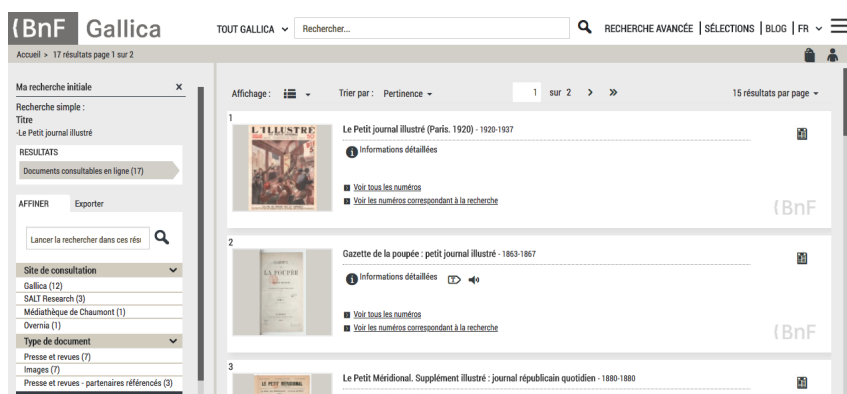 {BnF Gallica
TOUT GALLICA Rechercher... RECHERCHE AVANCÉE | SÉLECTIONS | BLOG | FR
Accueil > 17 résultats page 1 sur 2
Ma recherche initiale x
Recherche simple :
Titre
-Le Petit journal illustré
RESULTATS
Documents consultables en ligne (17)
AFFINER Exporter
Lancer la rechercher dans ces rési
Site de consultation
Gallica (12)
SALT Research (3)
Médiathèque de Chaumont (1)
Overnia (1)
Type de document
Presse et revues (7)
Images (7)
Presse et revues - partenaires référencés (3)
Affichage : Trier par : Pertinence 1 sur 2 > » 15 résultats par page
1
L'ILLUSTRÉ
Le Petit journal illustré (Paris. 1920) - 1920-1937
Informations détaillées
Voir tous les numéros
Voir les numéros correspondant à la recherche
{BnF
2
LA POUPÉE
Gazette de la poupée : petit journal illustré - 1863-1867
Informations détaillées T
Voir tous les numéros
Voir les numéros correspondant à la recherche
{BnF
3
LE PETIT MÉRIDIONAL
Le Petit Méridional. Supplément illustré : journal républicain quotidien - 1880-1880